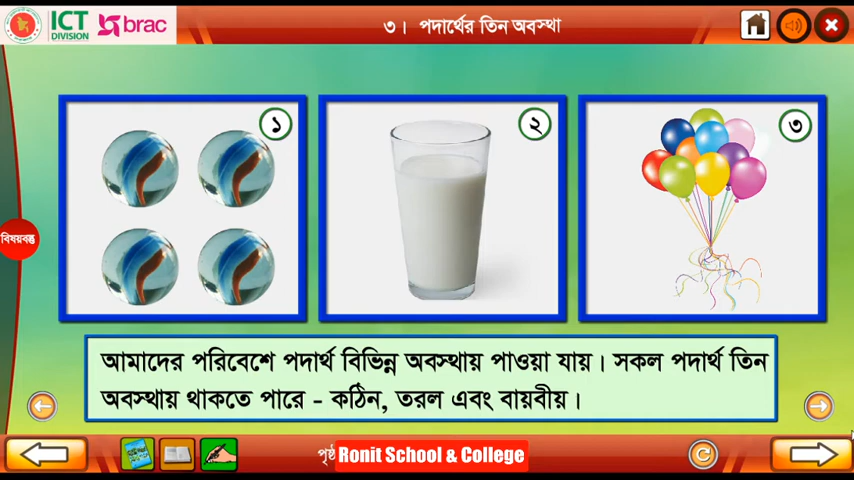 ICT
DIVISION
brac
৩। পদার্থের তিন অবস্থা
১
২
৩
বিষয়বস্তু
আমাদের পরিবেশে পদার্থ বিভিন্ন অবস্থায় পাওয়া যায়। সকল পদার্থ তিন
অবস্থায় থাকতে পারে - কঠিন, তরল এবং বায়বীয়।
Ronit School & College